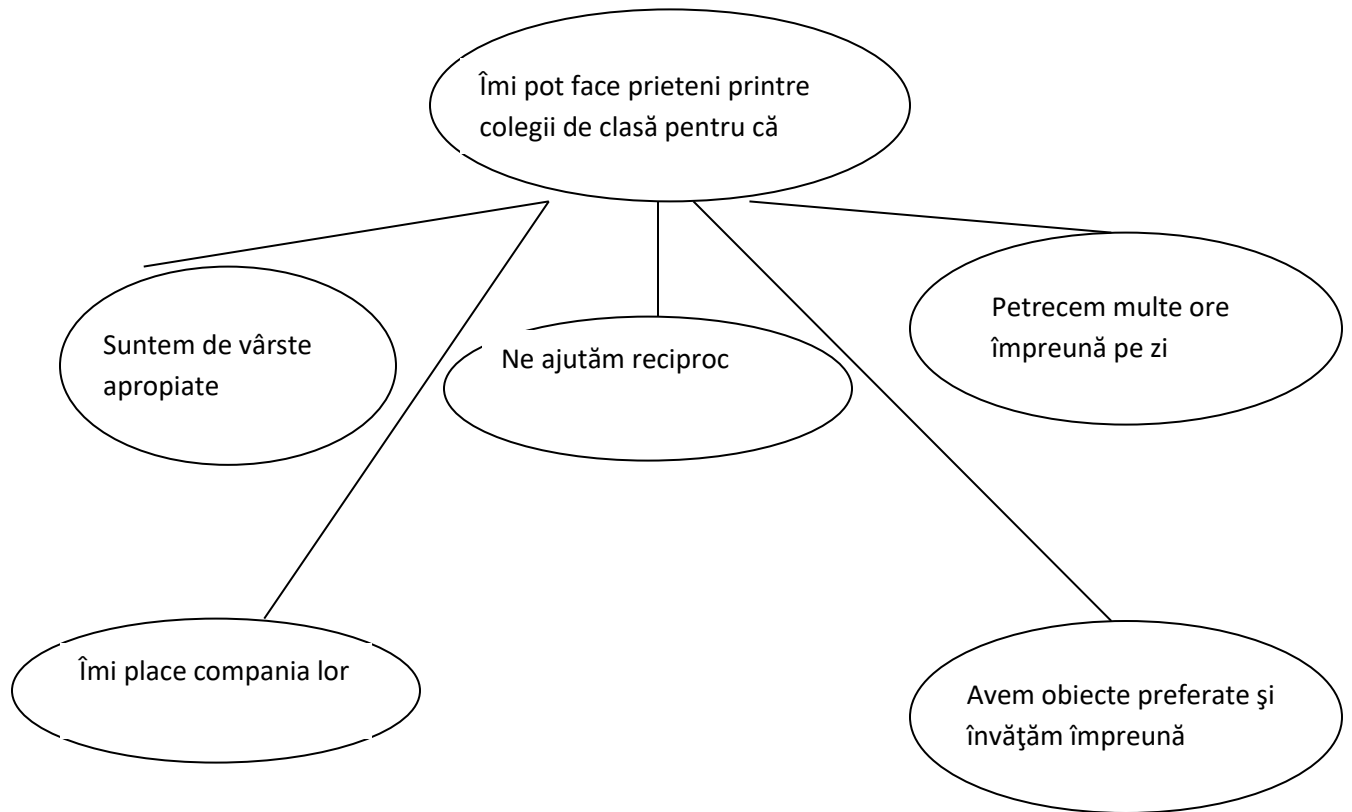 Îmi pot face prieteni printre
colegii de clasă pentru că
Suntem de vârste
apropiate
Ne ajutăm reciproc
Petrecem multe ore
împreună pe zi
Îmi place compania lor
Avem obiecte preferate şi
învăţăm împreună